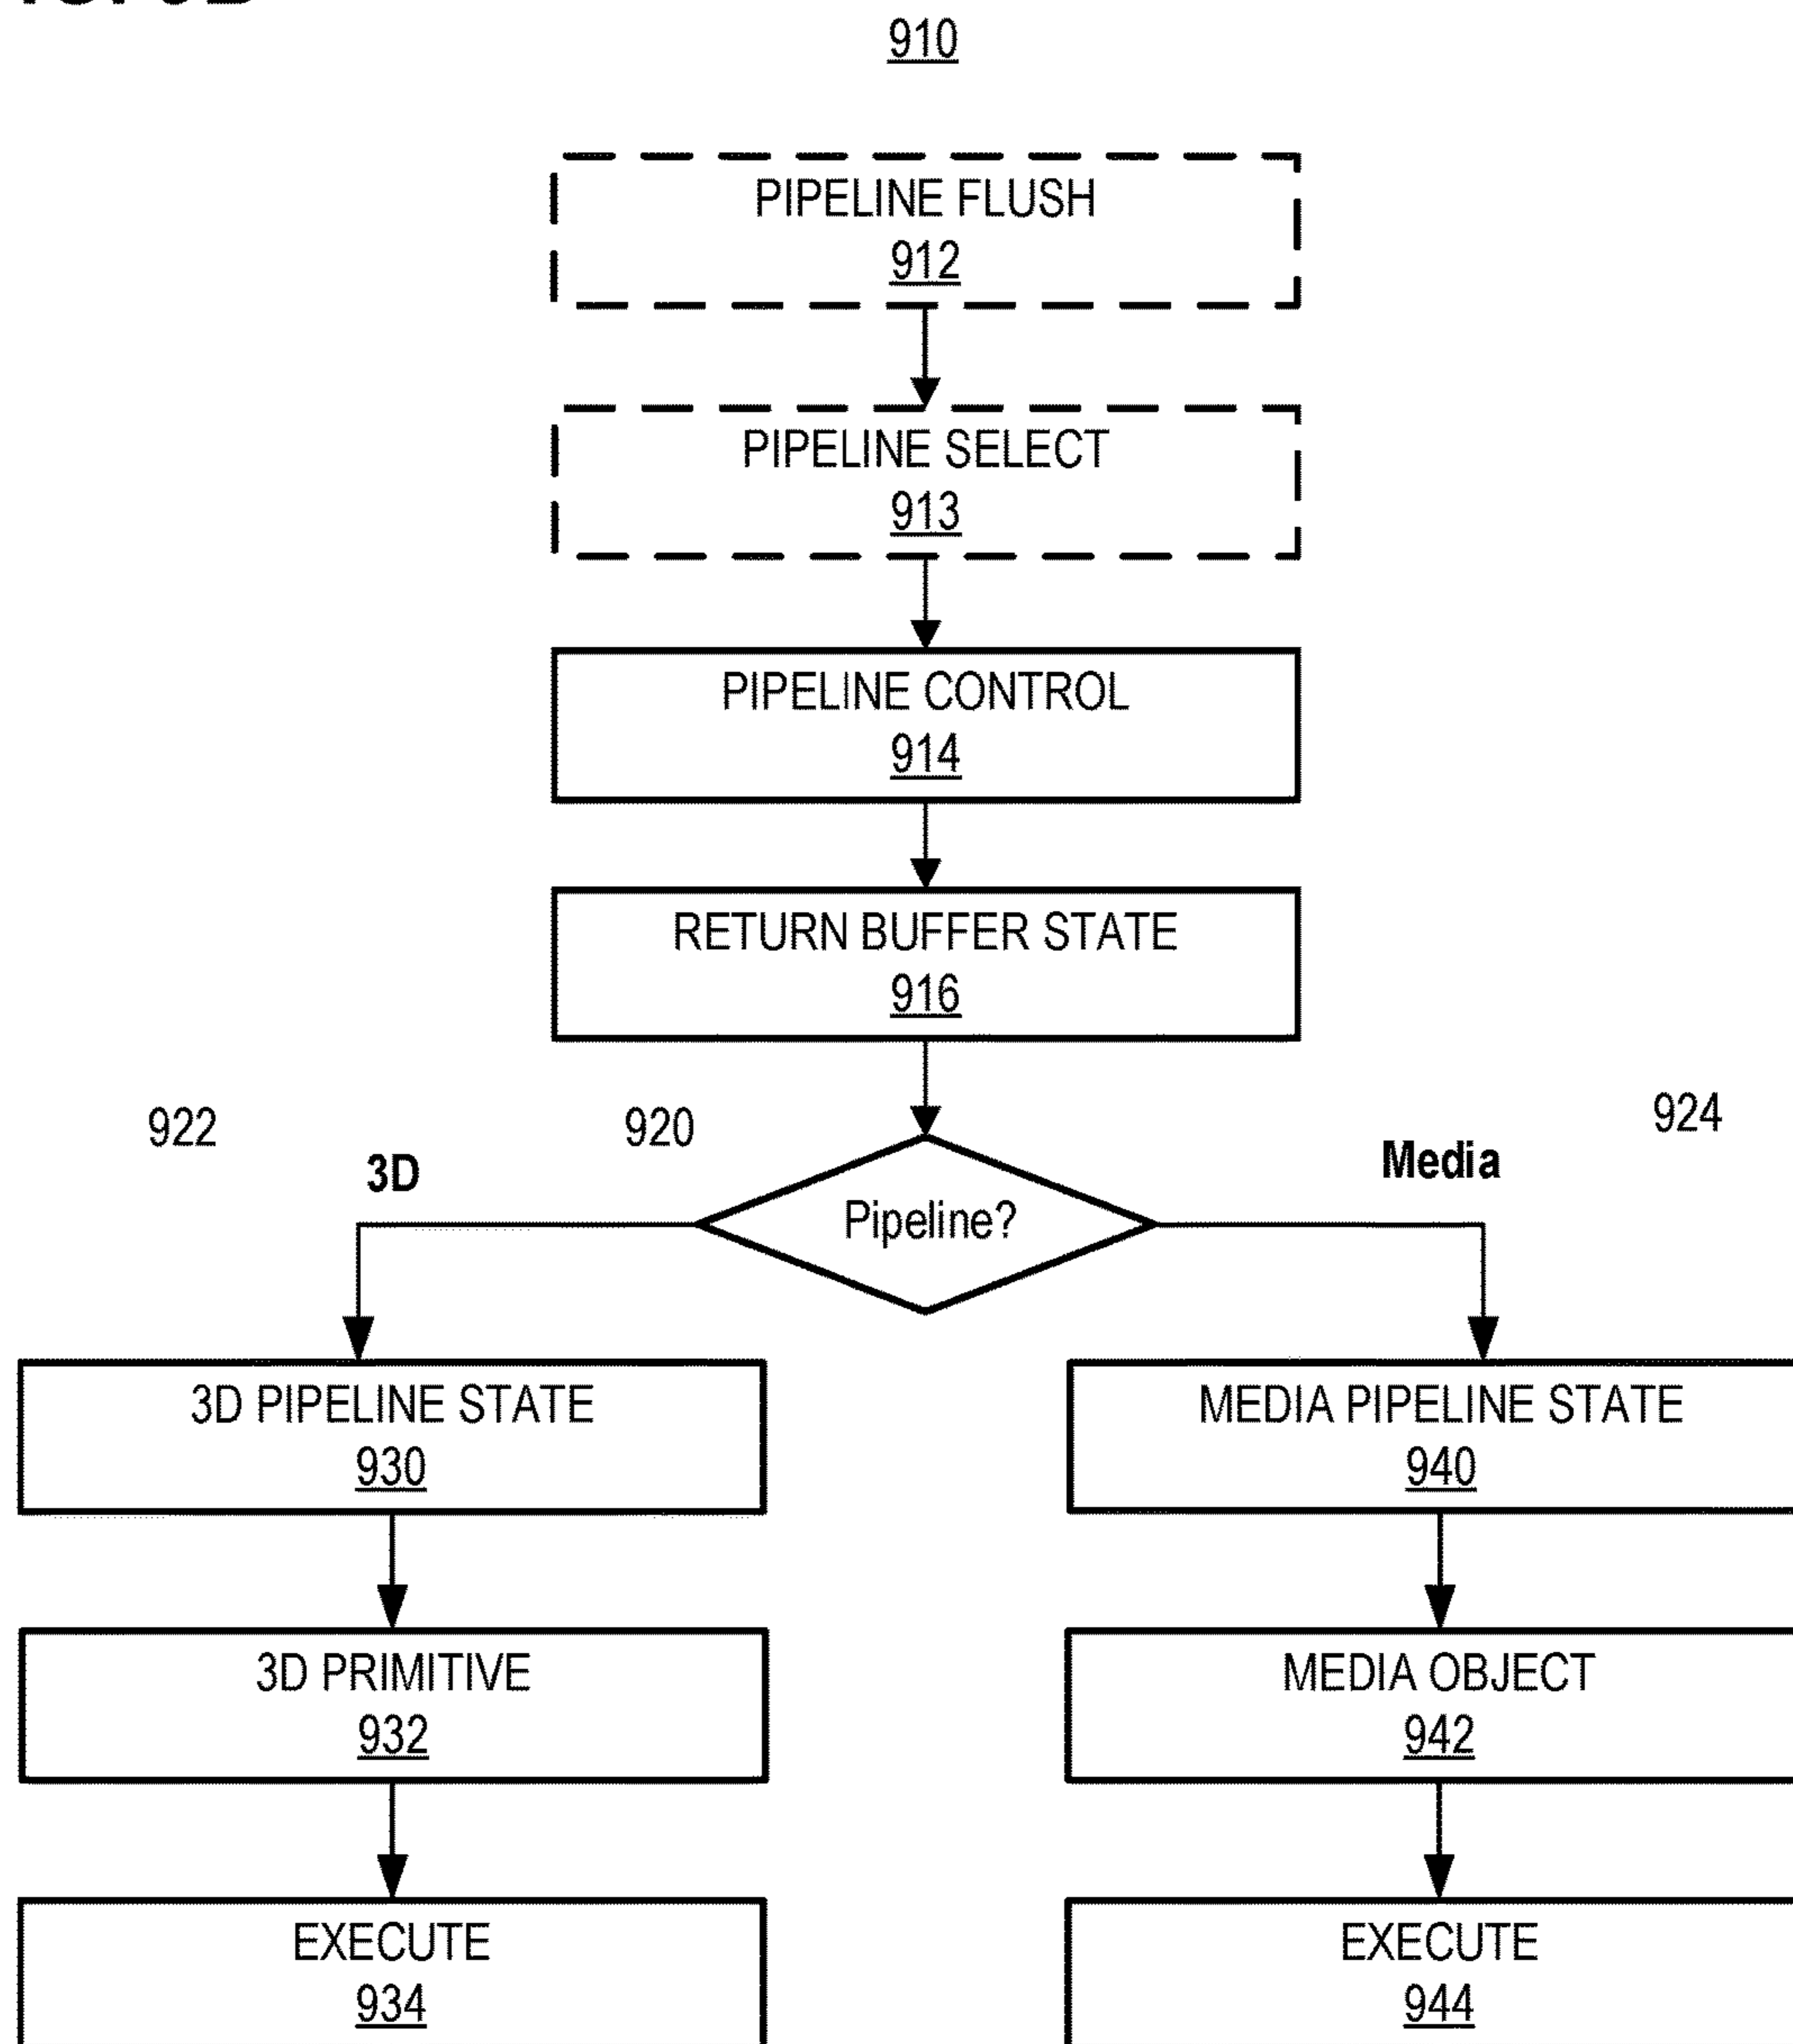 910
PIPELINE FLUSH
912
PIPELINE SELECT
913
PIPELINE CONTROL
914
RETURN BUFFER STATE
916
922
920
924
3D
Media
Pipeline?
3D PIPELINE STATE
930
MEDIA PIPELINE STATE
940
3D PRIMITIVE
932
MEDIA OBJECT
942
EXECUTE
934
EXECUTE
944